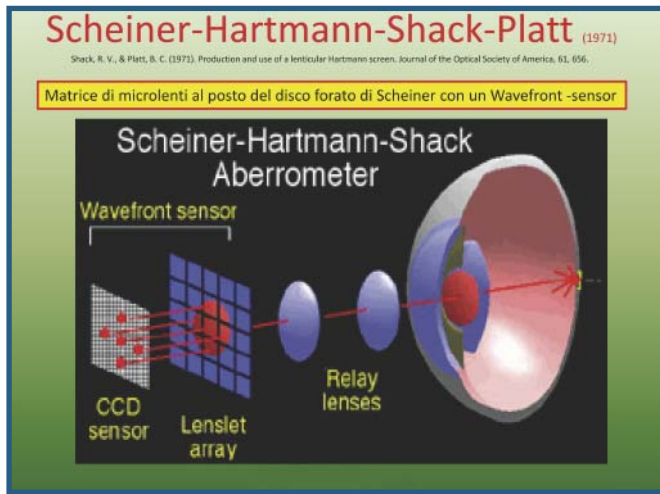 Scheiner-Hartmann-Shack-Platt (1971)
Shack, R. V., & Platt, B. C. (1971). Production and use of a lenticular Hartmann screen. Journal of the Optical Society of America, 61, 656.
Matrice di microlenti al posto del disco forato di Scheiner con un Wavefront -sensor
Scheiner-Hartmann-Shack
Aberrometer
Wavefront sensor
CCD
sensor
Lenslet
array
Relay
lenses